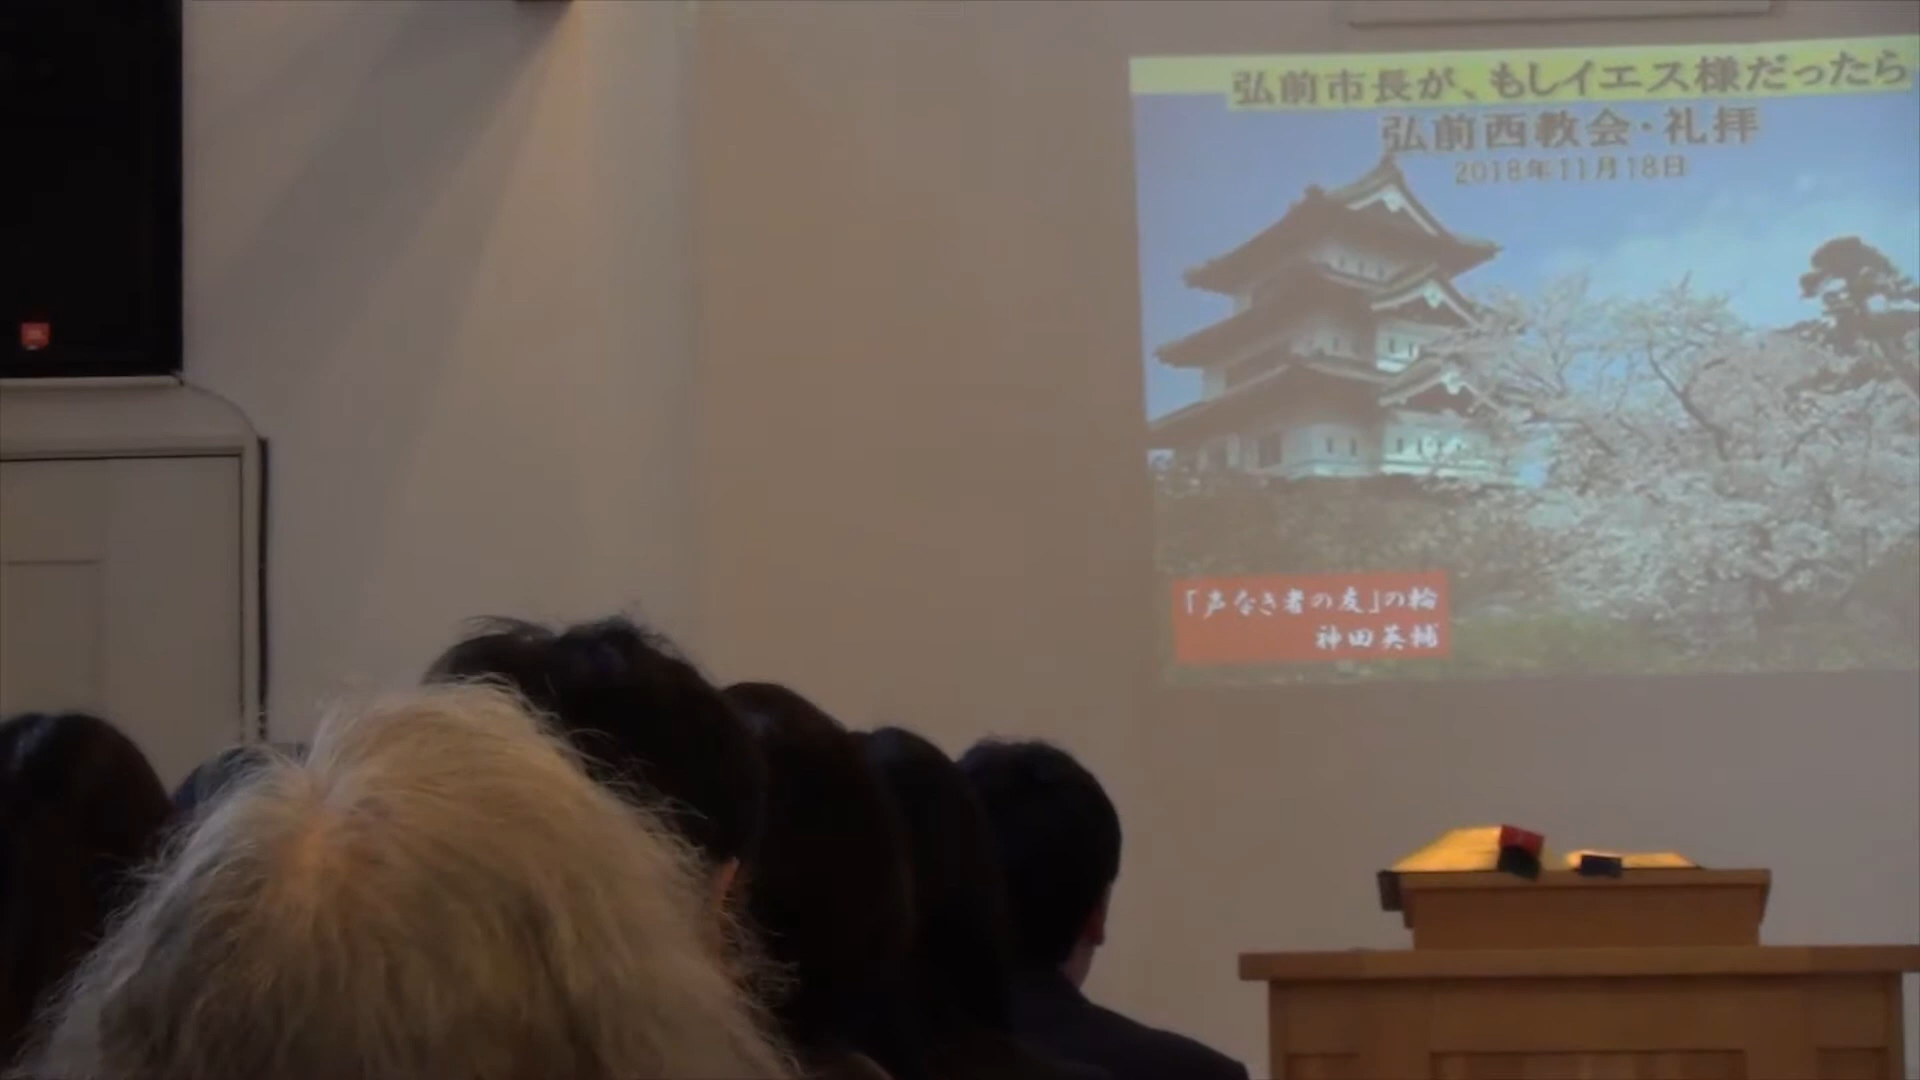 弘前市長が、もしイエス様だったら
弘前西教会・礼拝
2018年11月18日
「声なき者の友」の輪
神田英輔